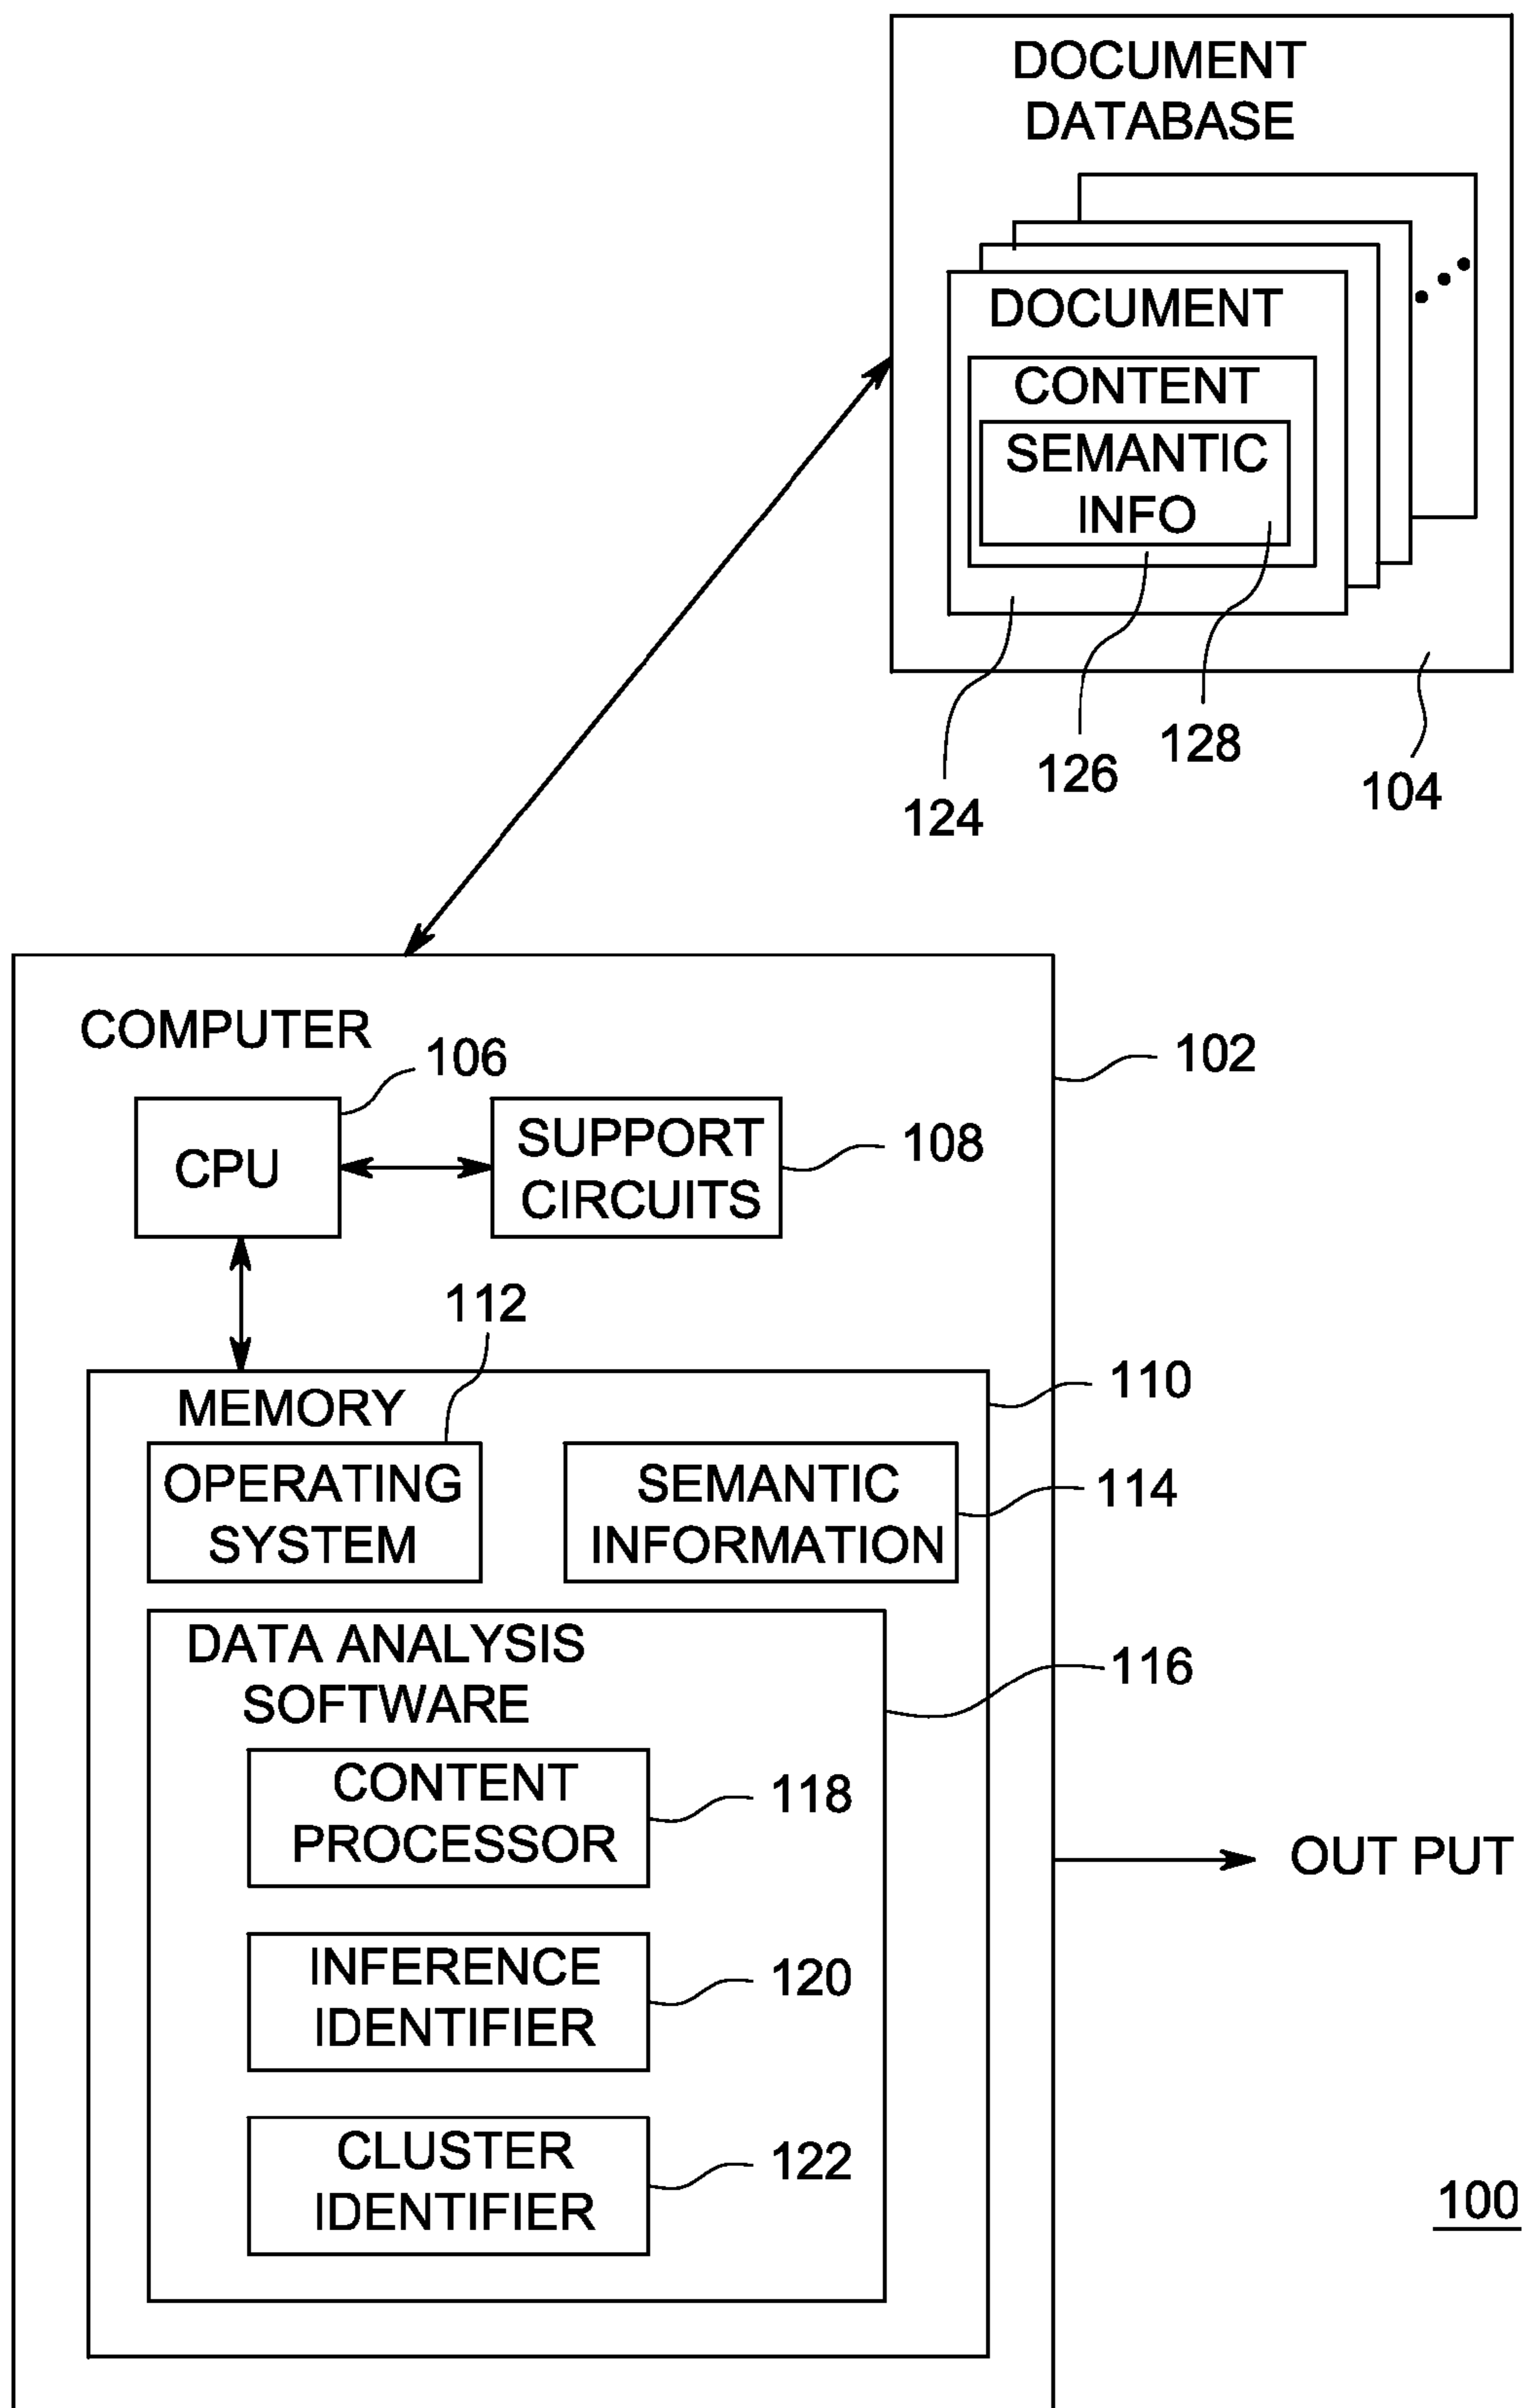 DOCUMENT
DATABASE
DOCUMENT
CONTENT
SEMANTIC
INFO
128
126
104
124
COMPUTER
106
102
CPU
SUPPORT
CIRCUITS
108
112
110
MEMORY
OPERATING
SYSTEM
SEMANTIC
INFORMATION
114
DATA ANALYSIS
SOFTWARE
116
CONTENT
PROCESSOR
118
OUT PUT
INFERENCE
IDENTIFIER
120
CLUSTER
IDENTIFIER
122
100